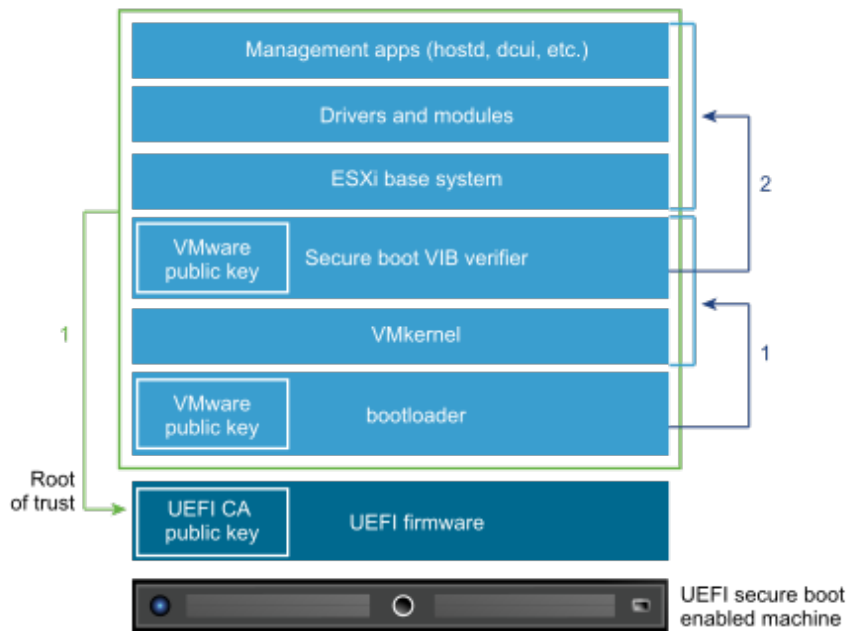 Management apps (hostd, dcui, etc.)
Drivers and modules
2
ESXi base system
VMware
public key
Secure boot VIB verifier
1
VMkernel
1
VMware
public key
bootloader
Root
of trust
UEFI CA
public key
UEFI firmware
UEFI secure boot
enabled machine